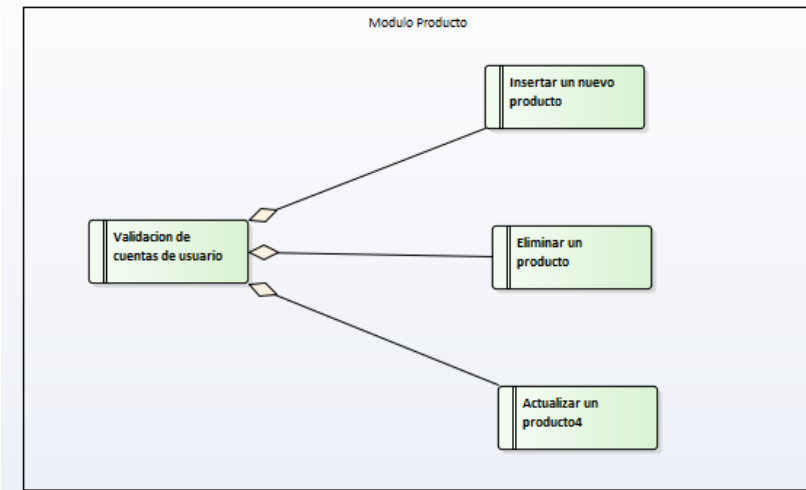 Modulo Producto
Insertar un nuevo
producto
Validacion de
cuentas de usuario
Eliminar un
producto
Actualizar un
producto4